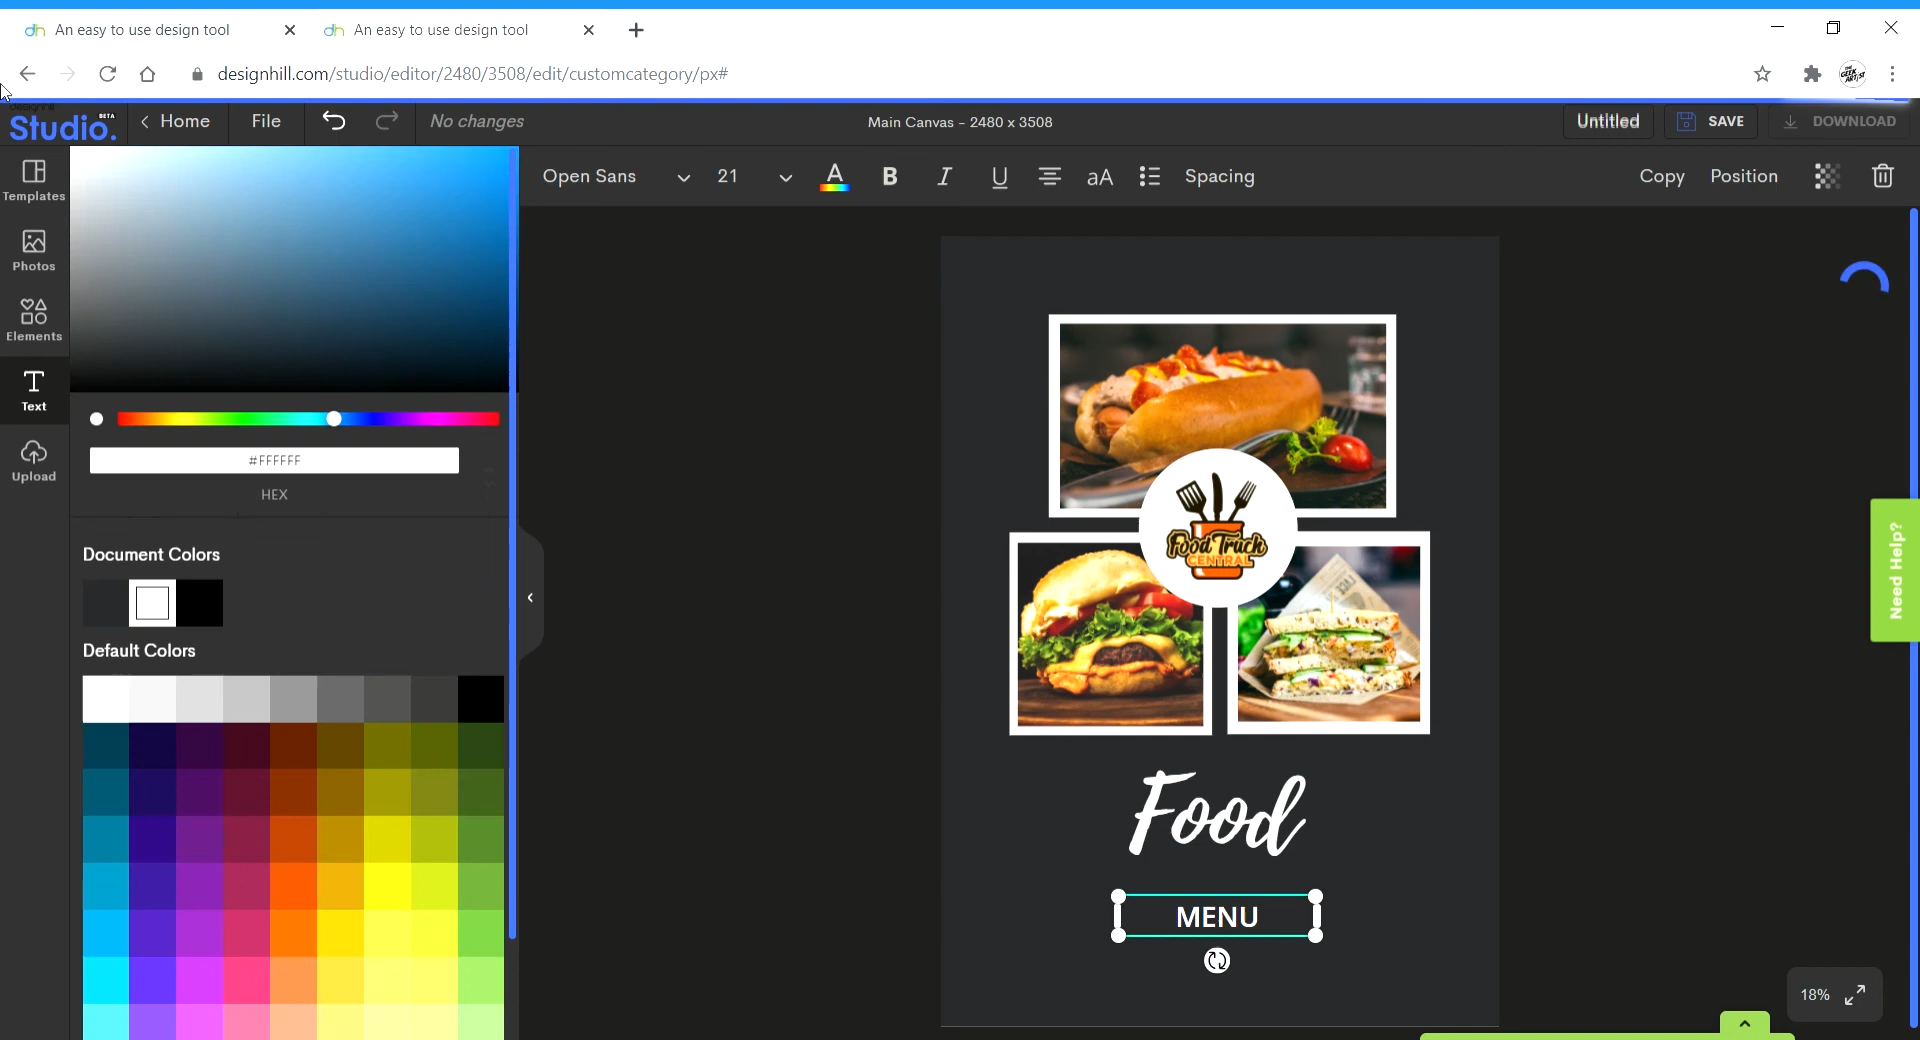 An easy to use design tool
An easy to use design tool
designhill.com/studio/editor/2480/3508/edit/customcategory/px#
designhill
Studio.
BETA
Home
File
No changes
Main Canvas - 2480 x 3508
Untitled
SAVE
DOWNLOAD
Templates
Photos
Elements
Text
Upload
Open Sans
21
A
B
I
U
aA
Spacing
Copy
Position
#FFFFFF
HEX
Document Colors
Default Colors
Food Truck
CENTRAL
Food
MENU
Need Help?
18%